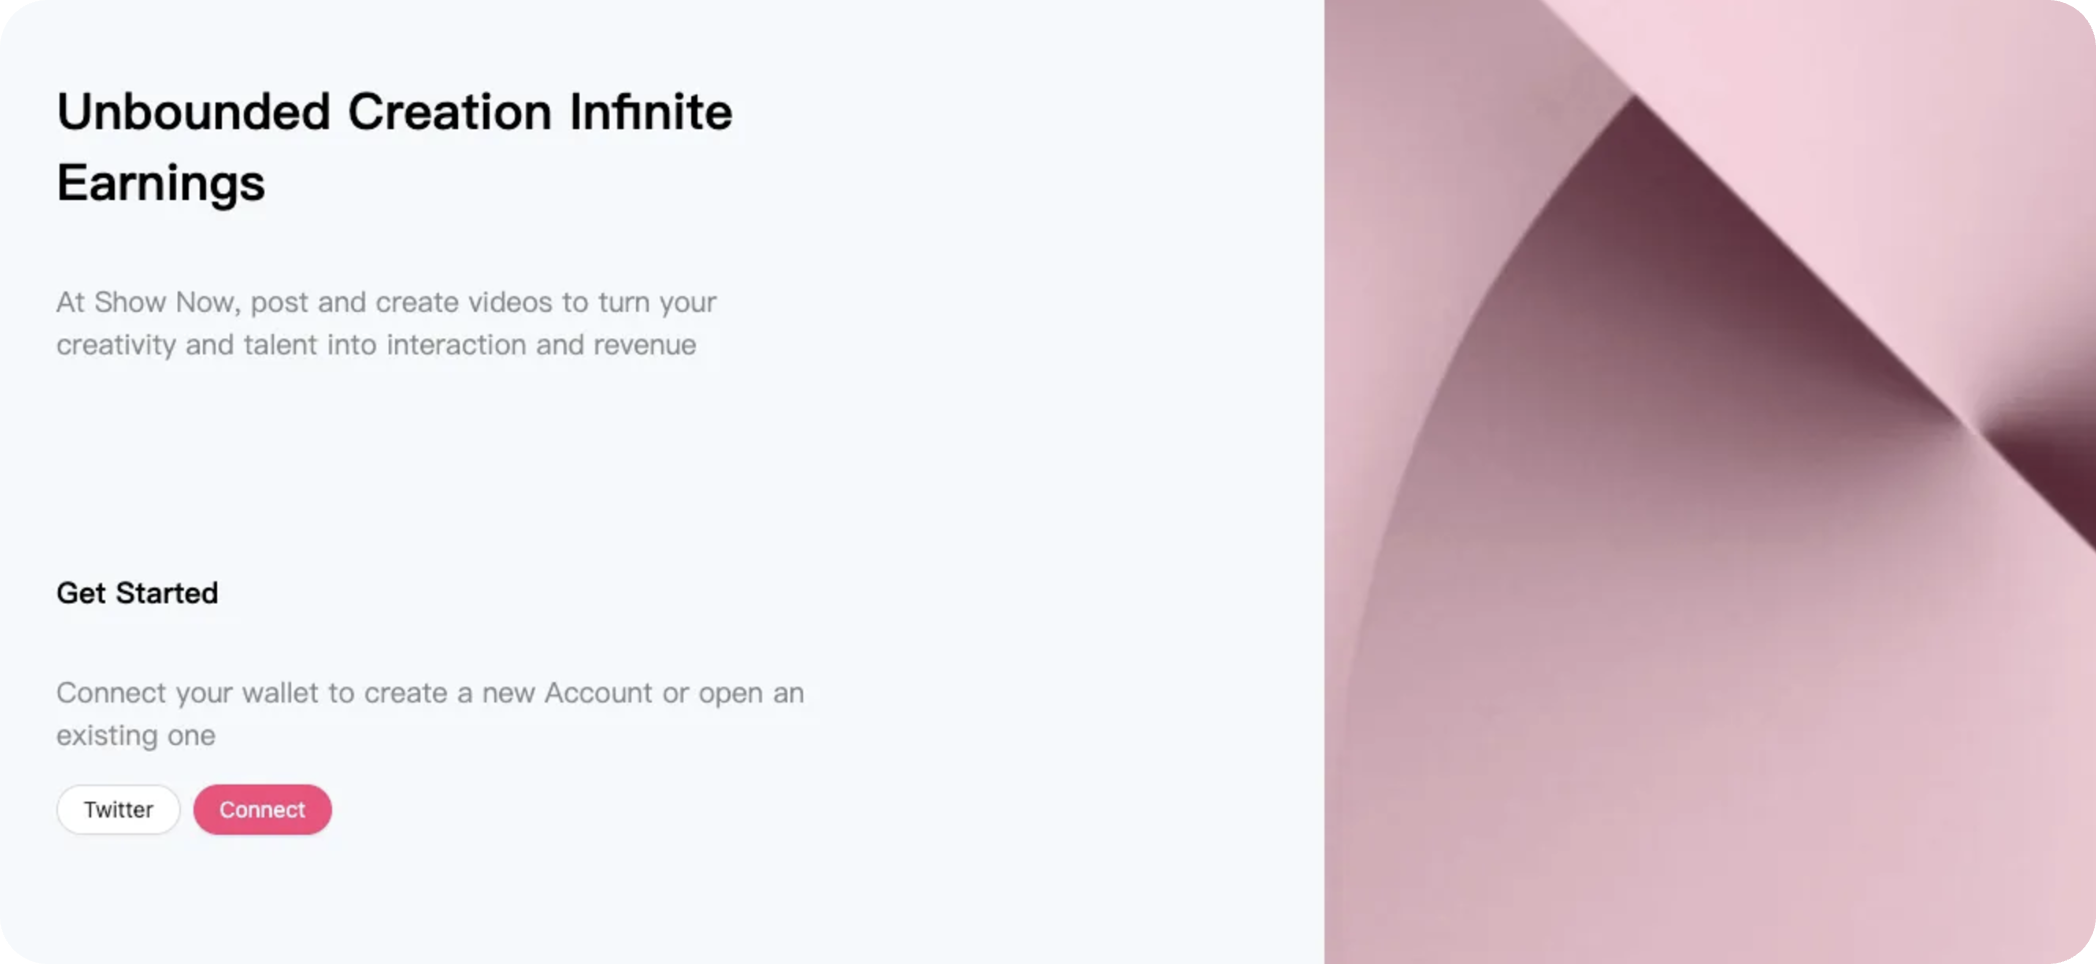 Unbounded Creation Infinite
Earnings
At Show Now, post and create videos to turn your
creativity and talent into interaction and revenue
Get Started
Connect your wallet to create a new Account or open an
existing one
Twitter Connect